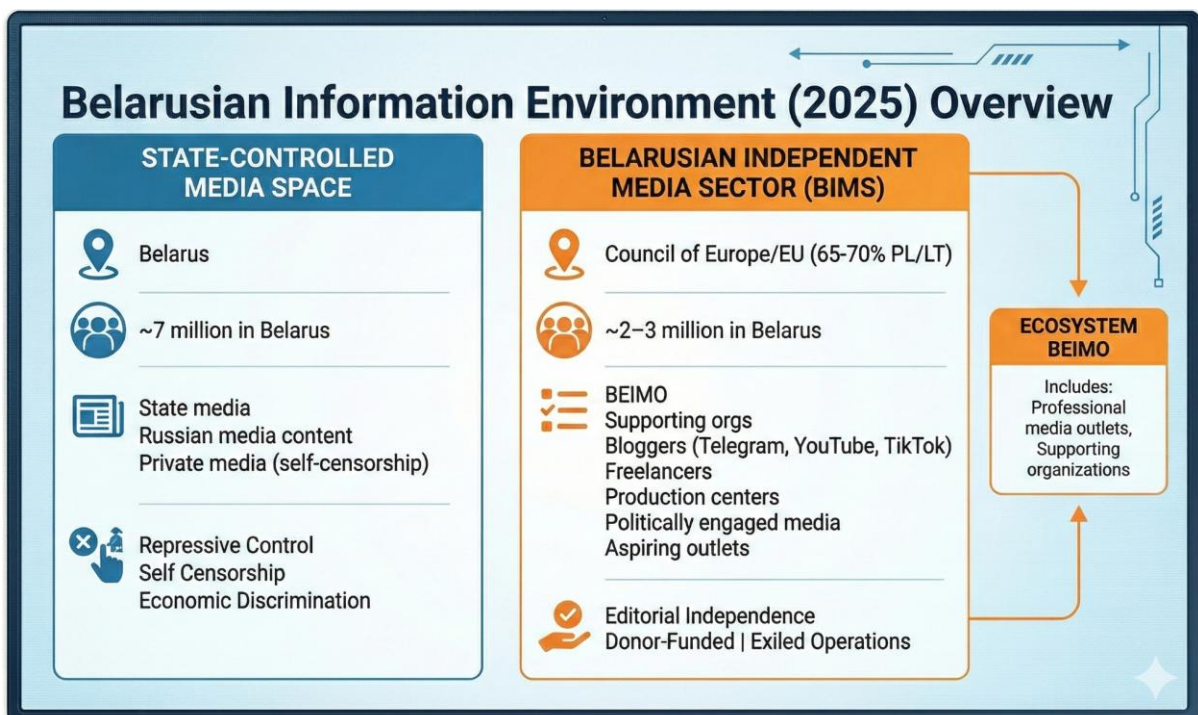 Belarusian Information Environment (2025) Overview
STATE-CONTROLLED
MEDIA SPACE
Belarus
~7 million in Belarus
State media
Russian media content
Private media (self-censorship)
Repressive Control
Self Censorship
Economic Discrimination
BELARUSIAN INDEPENDENT
MEDIA SECTOR (BIMS)
Council of Europe/EU (65-70% PL/LT)
~2–3 million in Belarus
BEIMO
Supporting orgs
Bloggers (Telegram, YouTube, TikTok)
Freelancers
Production centers
Politically engaged media
Aspiring outlets
Editorial Independence
Donor-Funded | Exiled Operations
ECOSYSTEM
BEIMO
Includes:
Professional
media outlets,
Supporting
organizations